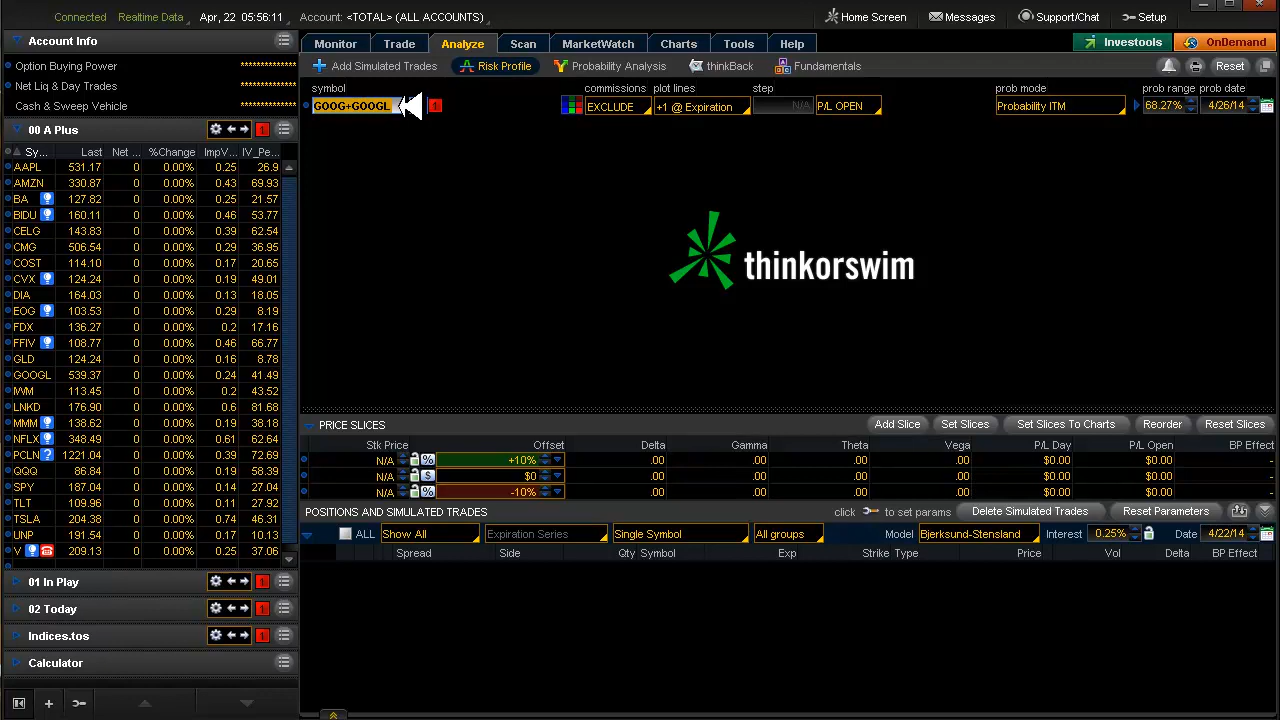 Connected Realtime Data Apr, 22 05:56:11 Account: <TOTAL> (ALL ACCOUNTS) Home Screen Messages Support/Chat Setup
Account Info Monitor Trade Analyze Scan MarketWatch Charts Tools Help Investools OnDemand
Option Buying Power ************** Add Simulated Trades Risk Profile Probability Analysis thinkBack Fundamentals Reset
Net Liq & Day Trades ************** symbol commissions plot lines step prob mode prob range prob date
Cash & Sweep Vehicle ************** GOOG+GOOGL 1 EXCLUDE +1 @ Expiration N/A P/L OPEN Probability ITM 68.27% 4/26/14
00 A Plus 1
Sy... Last Net ... %Change ImpV... IV_Pe...
AAPL 531.17 0 0.00% 0.25 26.9
AMZN 330.87 0 0.00% 0.43 69.93
BA 127.82 0 0.00% 0.25 21.57
BIDU 160.11 0 0.00% 0.46 53.77
CELG 143.83 0 0.00% 0.39 62.54
CMG 506.54 0 0.00% 0.29 36.95
COST 114.10 0 0.00% 0.17 20.65
CVX 124.24 0 0.00% 0.19 49.01
DIA 164.03 0 0.00% 0.13 18.05
EOG 103.53 0 0.00% 0.29 8.19
FDX 136.27 0 0.00% 0.2 17.16
FFIV 108.77 0 0.00% 0.46 66.77
GLD 124.24 0 0.00% 0.16 8.78
GOOGL 539.37 0 0.00% 0.24 41.49
IWM 113.45 0 0.00% 0.2 43.52
LNKD 176.90 0 0.00% 0.6 81.68
MMM 138.62 0 0.00% 0.19 28.15
NFLX 348.49 0 0.00% 0.61 62.64
PCLN ? 1221.04 0 0.00% 0.39 72.69
QQQ 86.84 0 0.00% 0.19 58.39
SPY 187.04 0 0.00% 0.14 27.04
TLT 109.96 0 0.00% 0.11 27.92
TSLA 204.38 0 0.00% 0.74 46.31
UNP 191.54 0 0.00% 0.17 10.13
V 209.13 0 0.00% 0.25 37.06
01 In Play 1
02 Today 1
Indices.tos 1
Calculator
thinkorswim
PRICE SLICES Add Slice Set Slices Set Slices To Charts Reorder Reset Slices
Stk Price Offset Delta Gamma Theta Vega P/L Day P/L Open BP Effect
N/A % +10% .00 .00 .00 .00 $0.00 $0.00 -
N/A $ $0 .00 .00 .00 .00 $0.00 $0.00 -
N/A % -10% .00 .00 .00 .00 $0.00 $0.00 -
POSITIONS AND SIMULATED TRADES click to set params Delete Simulated Trades Reset Parameters
ALL Show All Expiration Series Single Symbol All groups Model Bjerksund-Stensland Interest 0.25% Date 4/22/14
Spread Side Qty Symbol Exp Strike Type Price Vol Delta BP Effect